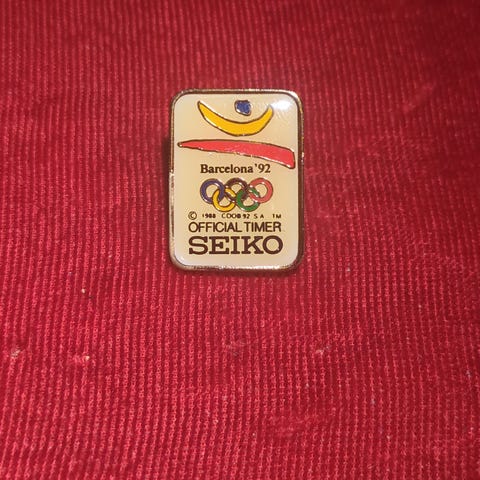 Barcelona '92
© 1988 COOB'92 S.A. TM
OFFICIAL TIMER
SEIKO